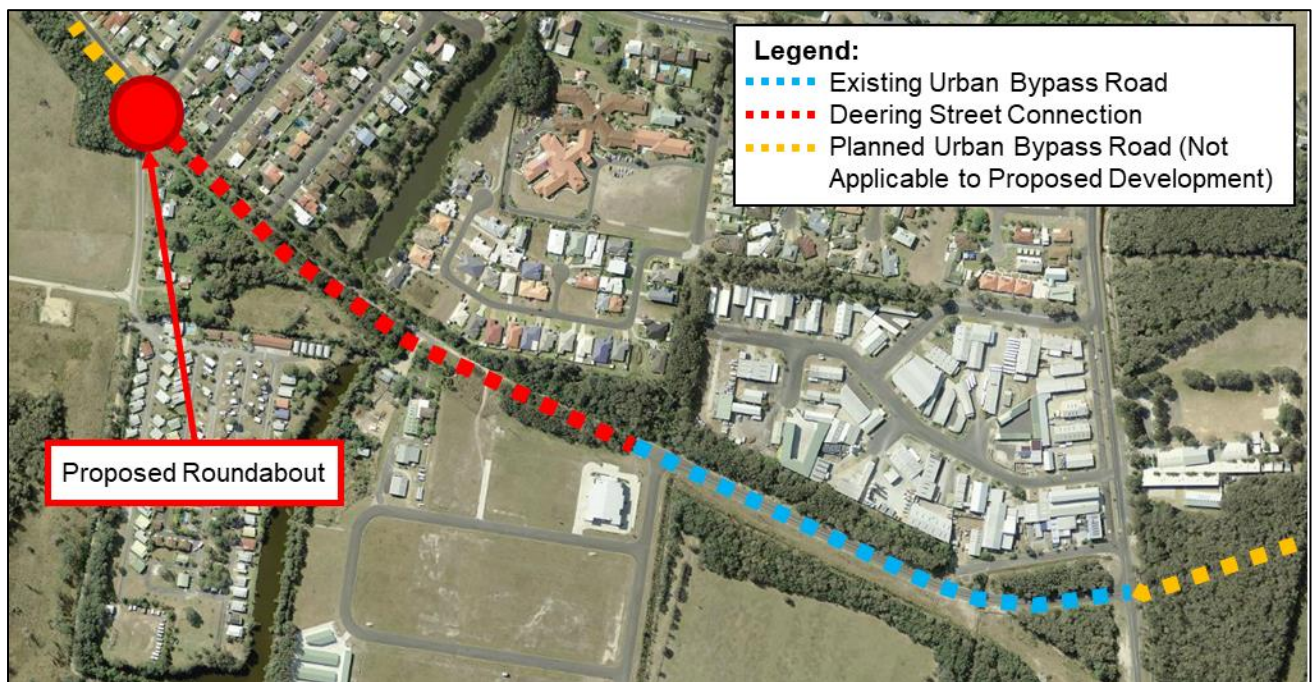 Legend:
Existing Urban Bypass Road
Deering Street Connection
Planned Urban Bypass Road (Not
Applicable to Proposed Development)
Proposed Roundabout